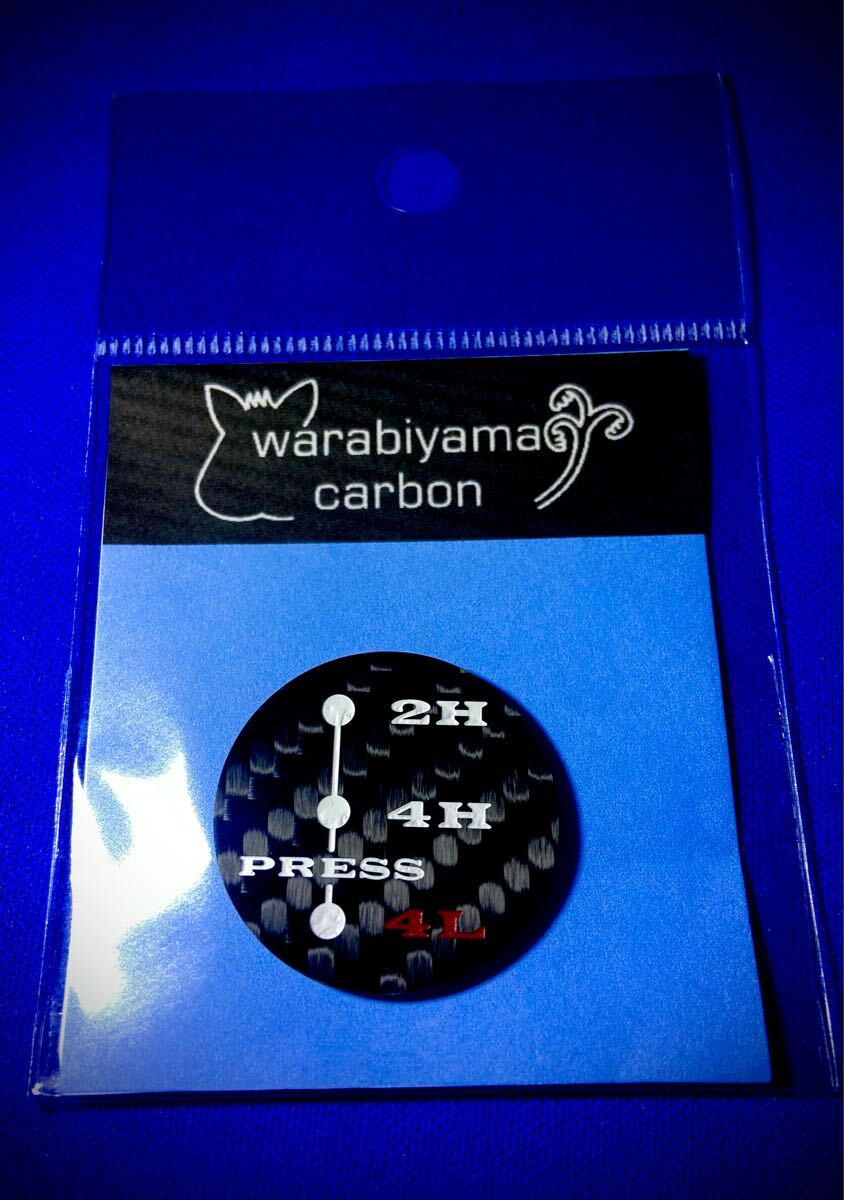 warabiyama
carbon
2H
4H
PRESS
4L